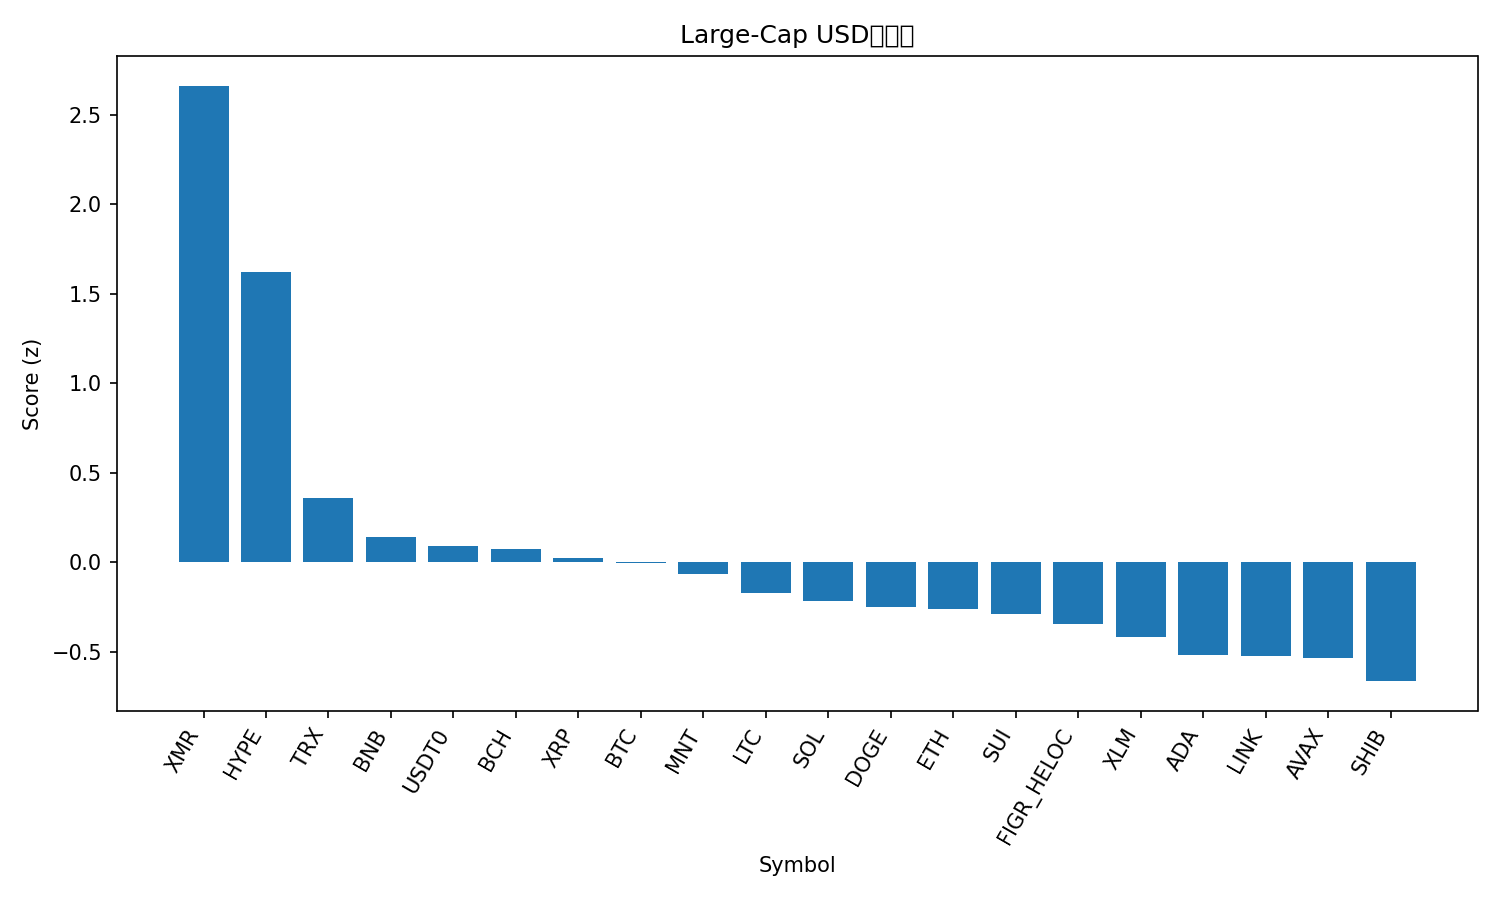 Large-Cap USD
Score (z)
2.5
2.0
1.5
1.0
0.5
0.0
−0.5
XMR
HYPE
TRX
BNB
USDT0
BCH
XRP
BTC
MNT
LTC
SOL
DOGE
ETH
SUI
FIGR_HELOC
XLM
ADA
LINK
AVAX
SHIB
Symbol